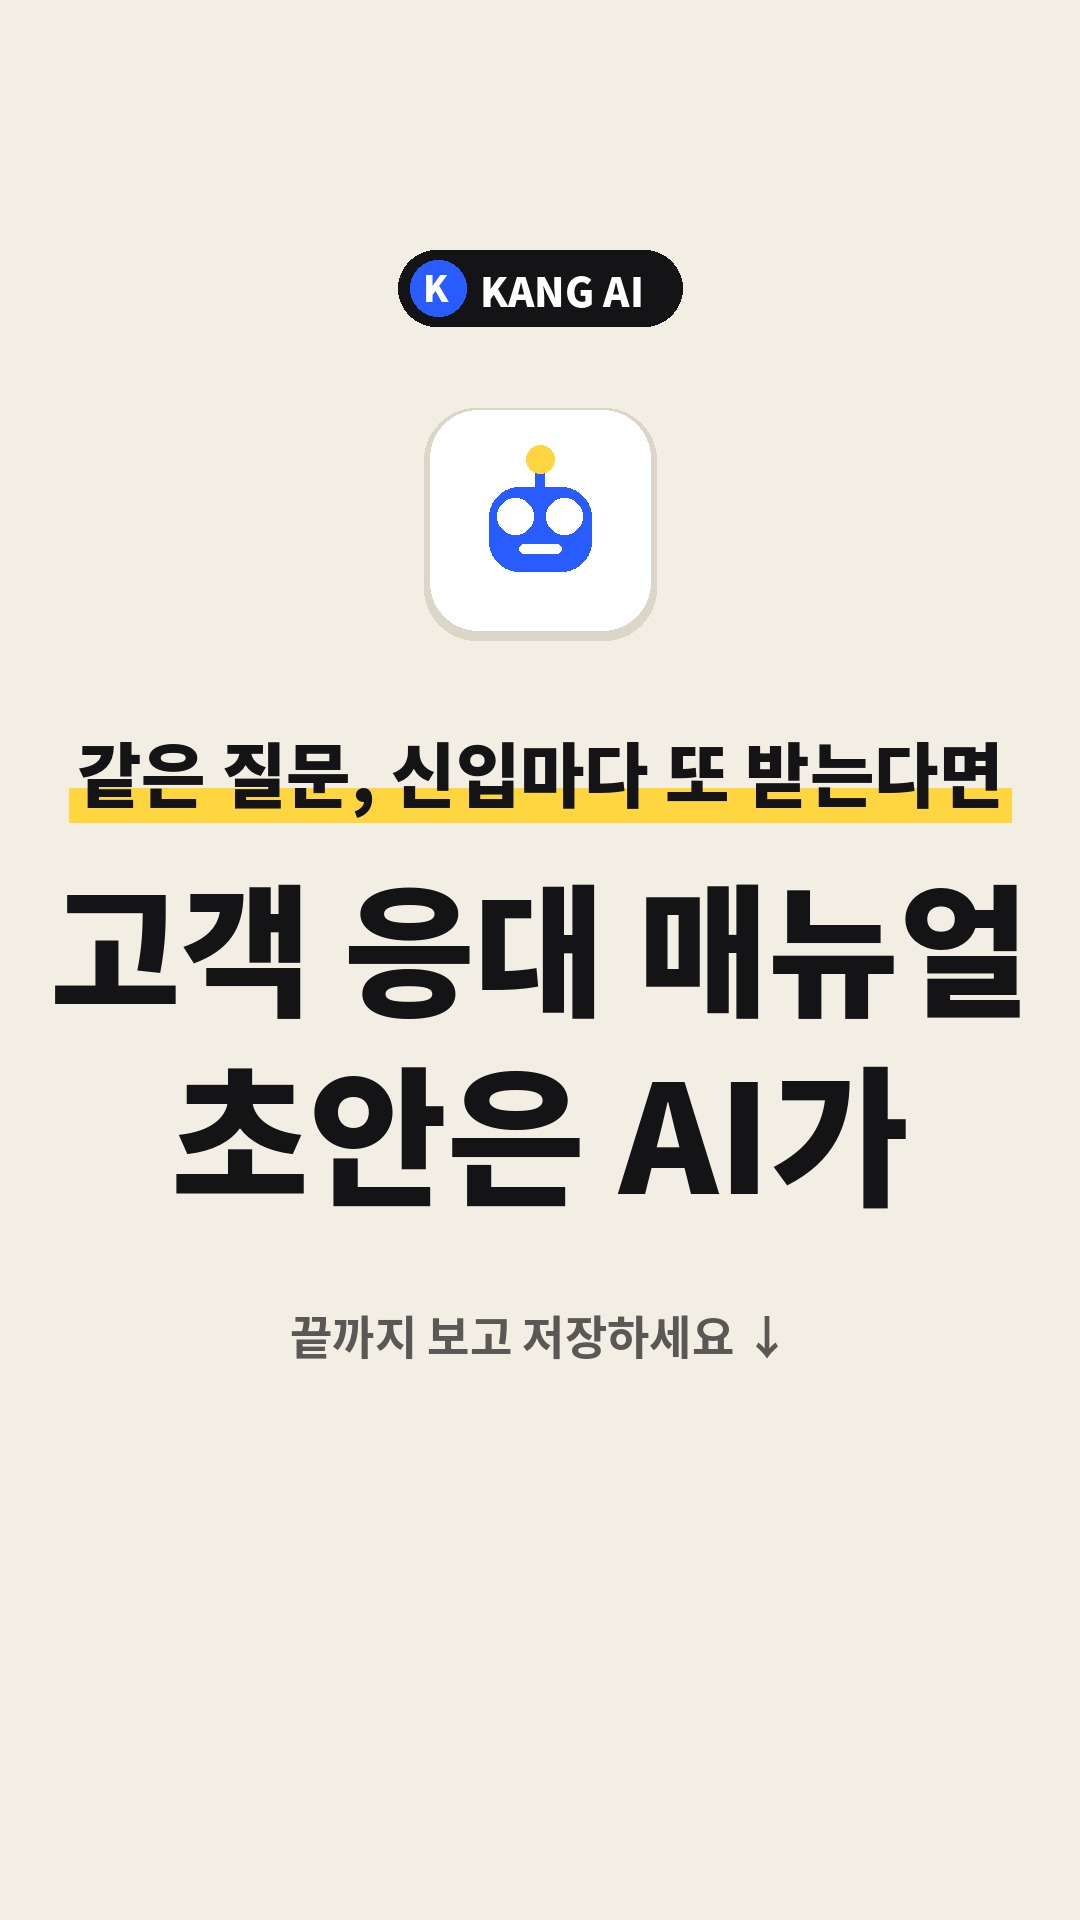 K KANG AI
같은 질문, 신입마다 또 받는다면
고객 응대 매뉴얼
초안은 AI가
끝까지 보고 저장하세요 ↓